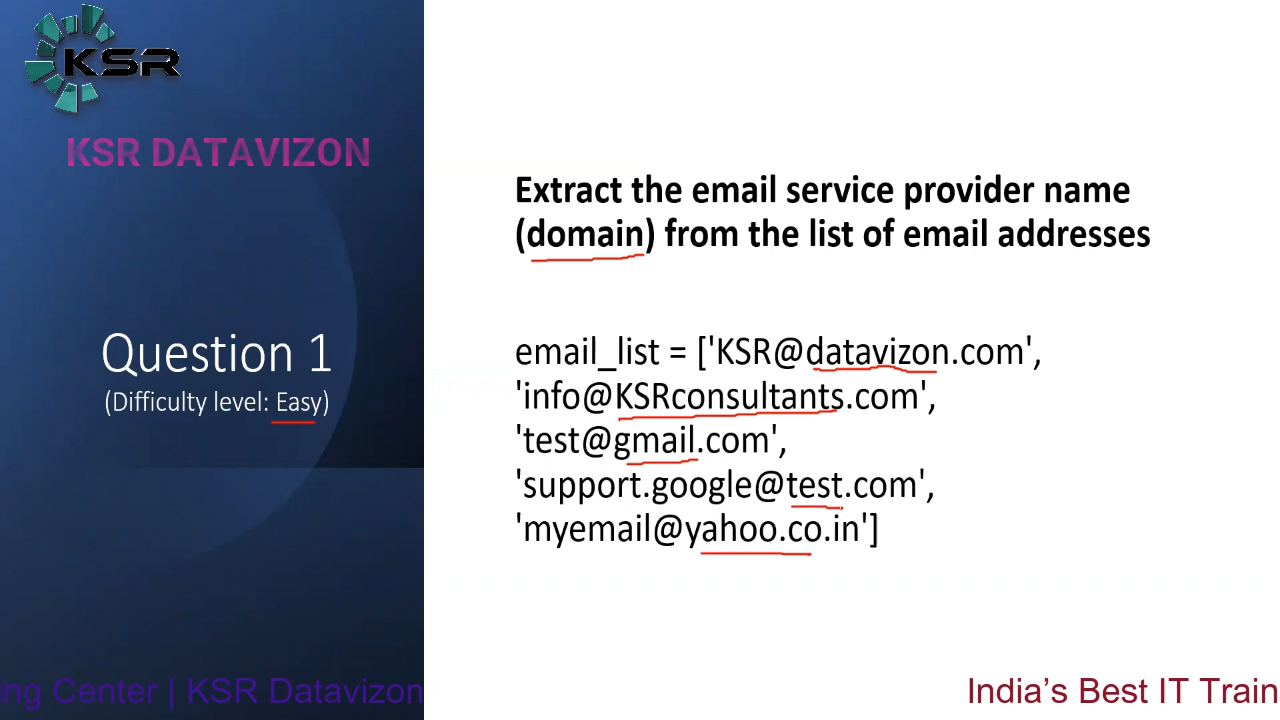 KSR
KSR DATAVIZON
Question 1
(Difficulty level: Easy)
Extract the email service provider name
(domain) from the list of email addresses
email_list = ['KSR@datavizon.com',
'info@KSRconsultants.com',
'test@gmail.com',
'support.google@test.com',
'myemail@yahoo.co.in']
ing Center | KSR Datavizon
India's Best IT Train